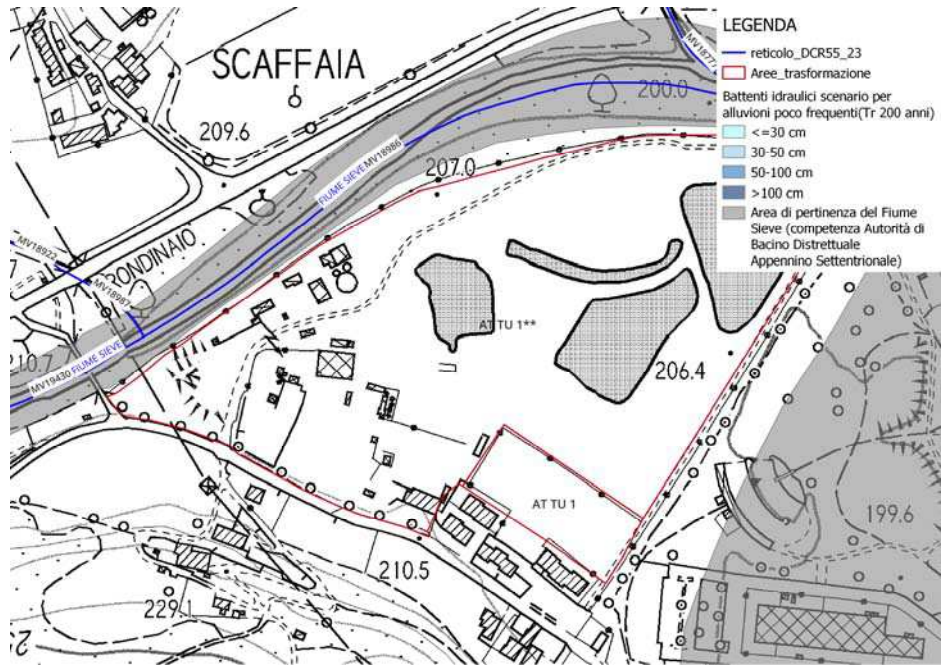 SCAFFAIA
209.6
207.0
200.0
MV18771
FIUME SIEVE MV18986
MV18922
RONDINAIO
MV18987
210.7
MV19430 FIUME SIEVE
AT TU 1**
206.4
AT TU 1
199.6
210.5
229.1
LEGENDA
reticolo_DCR55_23
Aree_trasformazione
Battenti idraulici scenario per
alluvioni poco frequenti(Tr 200 anni)
<=30 cm
30-50 cm
50-100 cm
>100 cm
Area di pertinenza del Fiume
Sieve (competenza Autorità di
Bacino Distrettuale
Appennino Settentrionale)